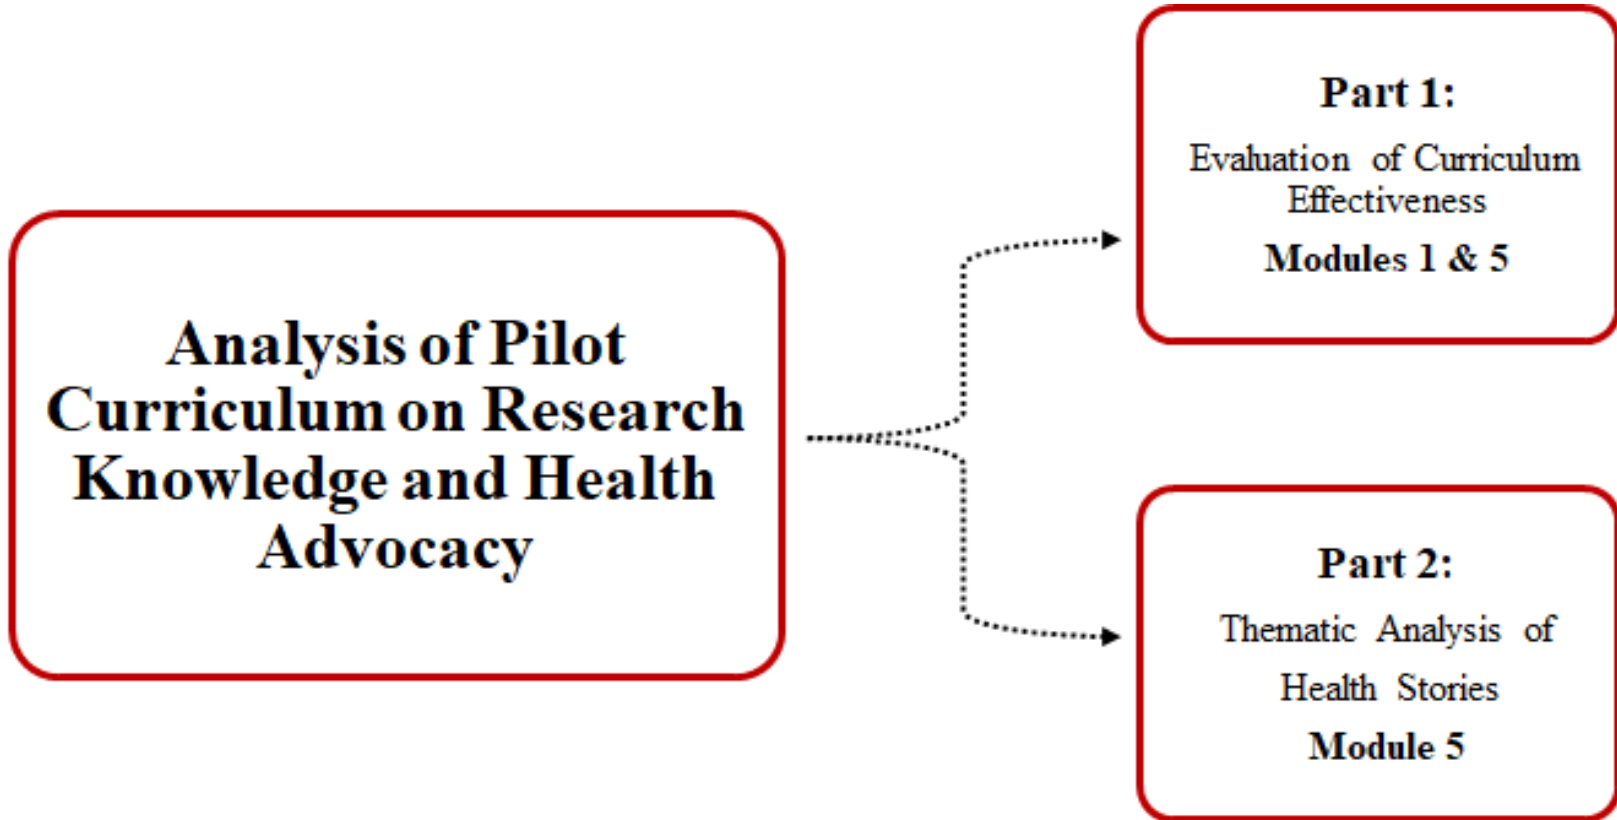 Analysis of Pilot
Curriculum on Research
Knowledge and Health
Advocacy
Part 1:
Evaluation of Curriculum
Effectiveness
Modules 1 & 5
Part 2:
Thematic Analysis of
Health Stories
Module 5